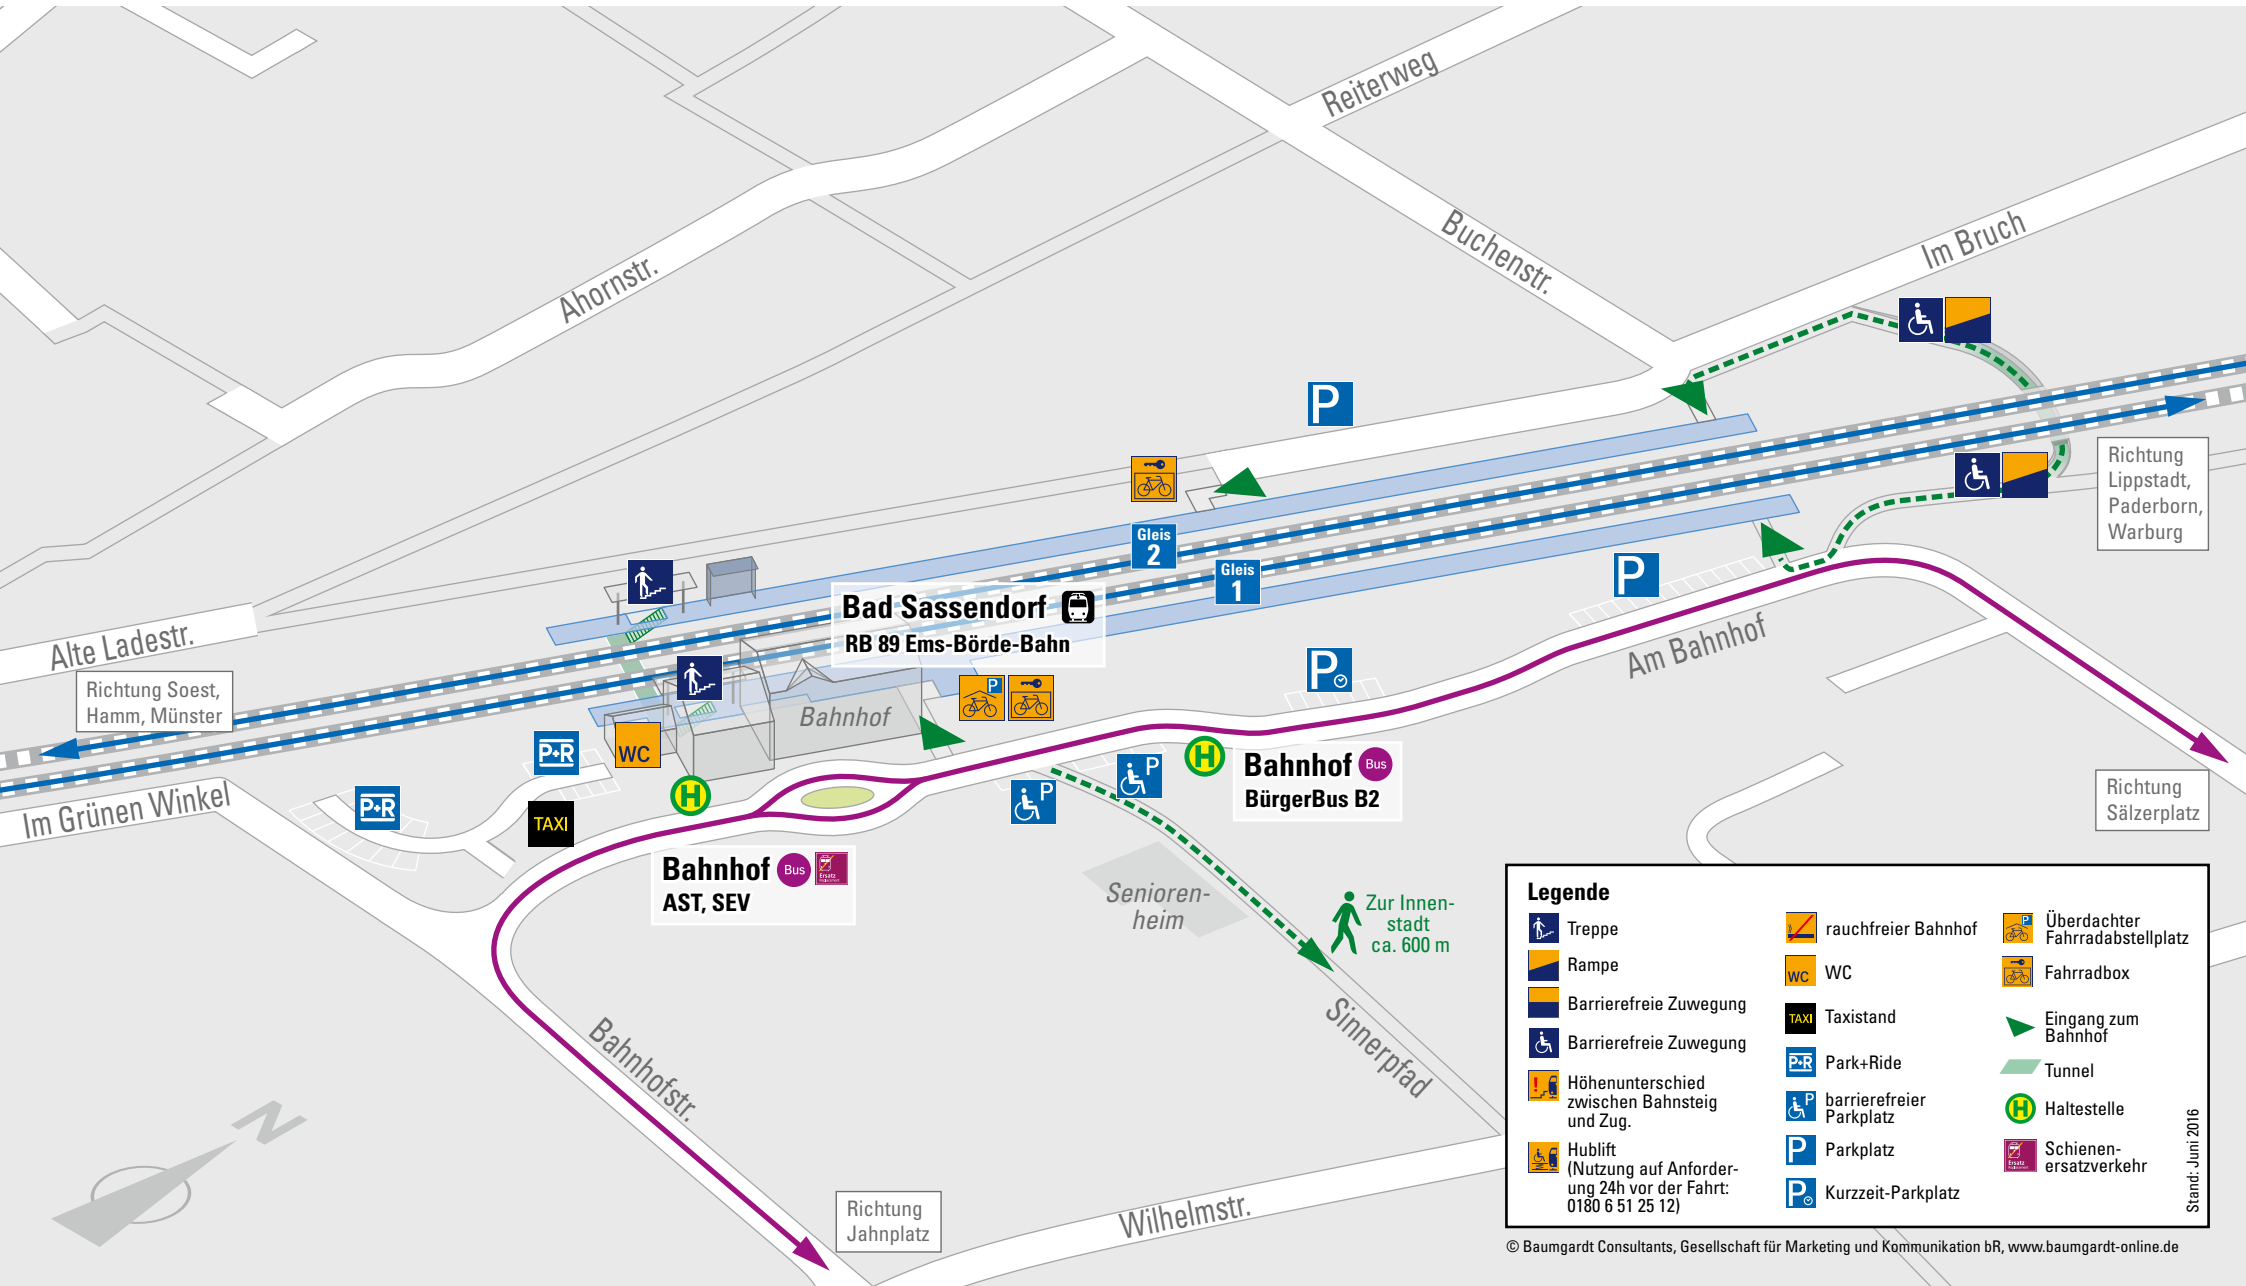 Reiterweg
Buchenstr.
Im Bruch
Ahornstr.
P
Richtung
Lippstadt,
Paderborn,
Warburg
Gleis
2
Gleis
1
P
Bad Sassendorf
RB 89 Ems-Börde-Bahn
Alte Ladestr.
Richtung Soest,
Hamm, Münster
Am Bahnhof
P
P
Bahnhof
P+R
WC
P+R
Im Grünen Winkel
TAXI
H
P
P
H
Bahnhof Bus
BürgerBus B2
Richtung
Sälzerplatz
Bahnhof Bus Ersatz
AST, SEV
Senioren-
heim
Zur Innen-
stadt
ca. 600 m
Sinnerpfad
Bahnhofstr.
N
Richtung
Jahnplatz
Wilhelmstr.
Legende
Treppe
Rampe
Barrierefreie Zuwegung
Barrierefreie Zuwegung
! Höhenunterschied
zwischen Bahnsteig
und Zug.
Hublift
(Nutzung auf Anforder-
ung 24h vor der Fahrt:
0180 6 51 25 12)
rauchfreier Bahnhof
WC WC
TAXI Taxistand
P+R Park+Ride
P barrierefreier
Parkplatz
P Parkplatz
P Kurzzeit-Parkplatz
P Überdachter
Fahrradabstellplatz
Fahrradbox
Eingang zum
Bahnhof
Tunnel
H Haltestelle
Ersatz Schienen-
ersatzverkehr
Stand: Juni 2016
© Baumgardt Consultants, Gesellschaft für Marketing und Kommunikation bR, www.baumgardt-online.de